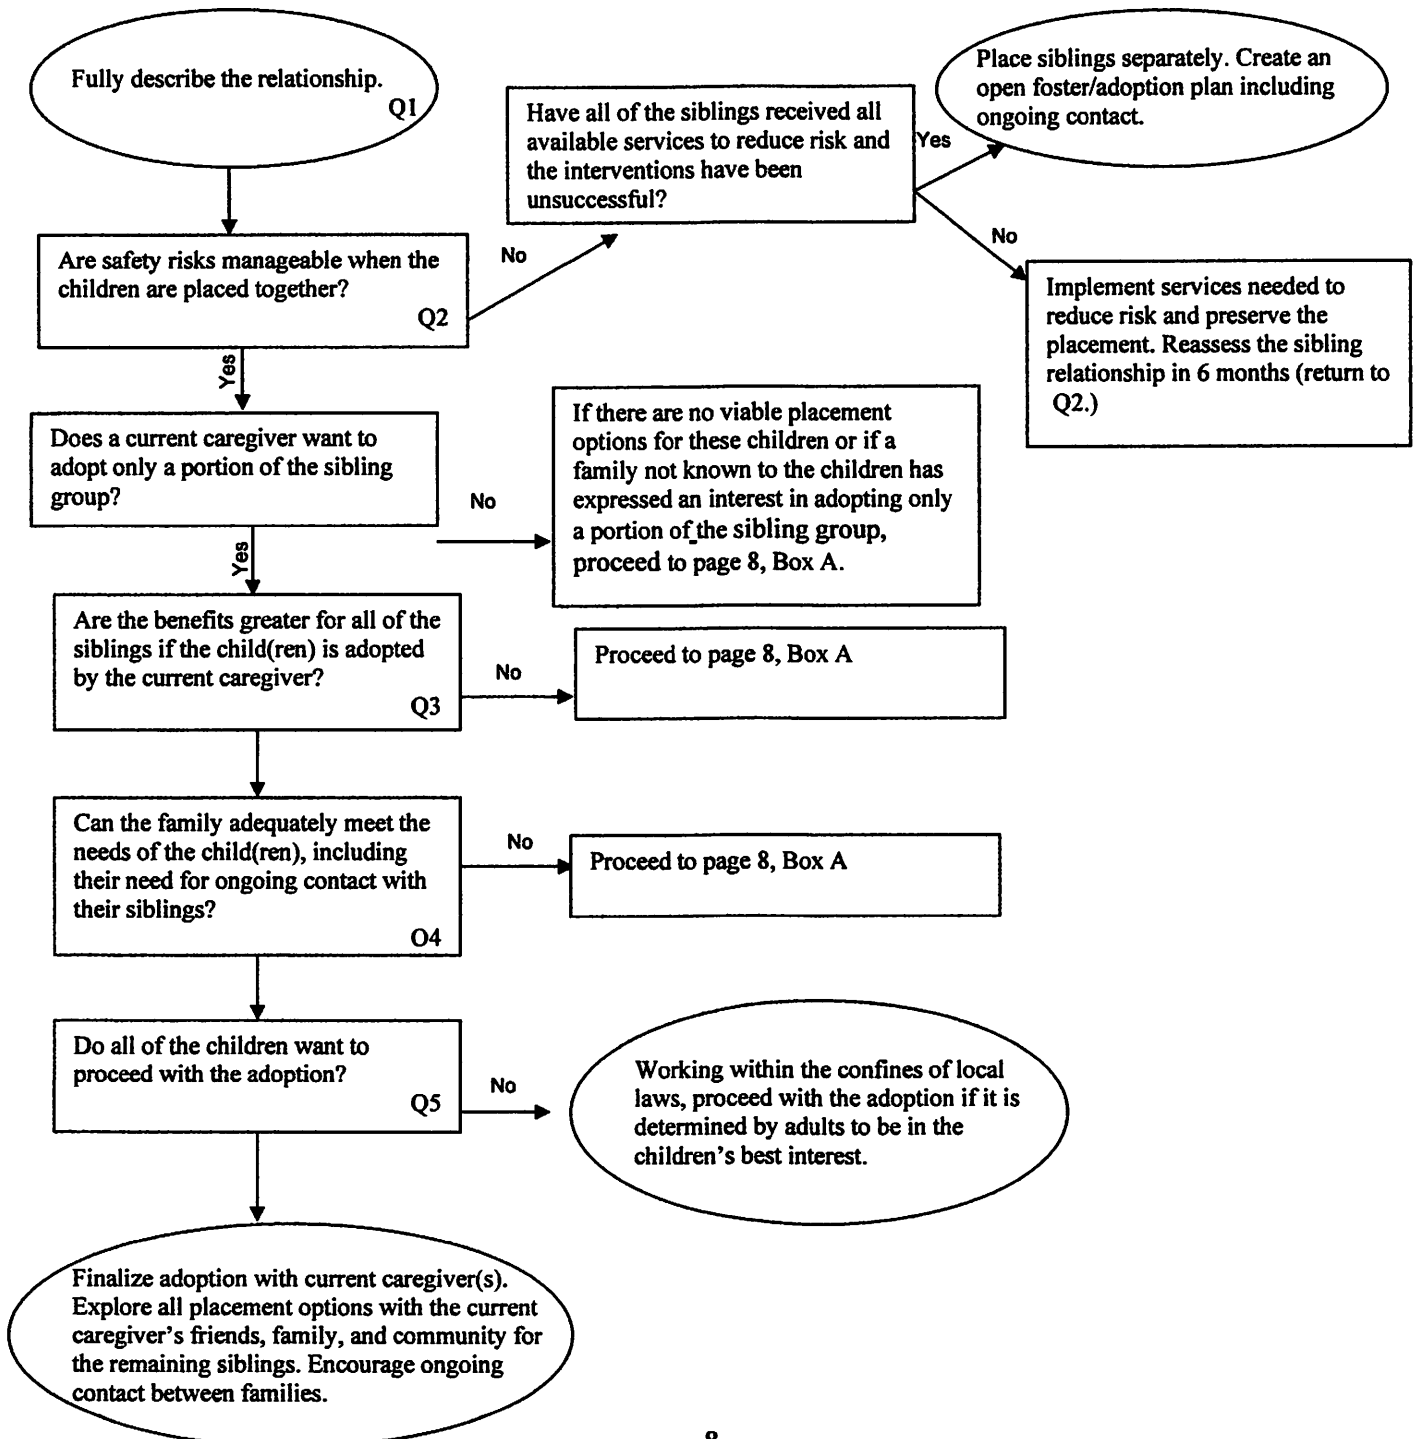 Fully describe the relationship.
Q1
Have all of the siblings received all
available services to reduce risk and
the interventions have been
unsuccessful?
Yes
Place siblings separately. Create an
open foster/adoption plan including
ongoing contact.
No
Implement services needed to
reduce risk and preserve the
placement. Reassess the sibling
relationship in 6 months (return to
Q2.)
Are safety risks manageable when the
children are placed together?
Q2
No
Yes
Does a current caregiver want to
adopt only a portion of the sibling
group?
No
If there are no viable placement
options for these children or if a
family not known to the children has
expressed an interest in adopting only
a portion of the sibling group,
proceed to page 8, Box A.
Yes
Are the benefits greater for all of the
siblings if the child(ren) is adopted
by the current caregiver?
Q3
No
Proceed to page 8, Box A
Can the family adequately meet the
needs of the child(ren), including
their need for ongoing contact with
their siblings?
O4
No
Proceed to page 8, Box A
Do all of the children want to
proceed with the adoption?
Q5
No
Working within the confines of local
laws, proceed with the adoption if it is
determined by adults to be in the
children's best interest.
Finalize adoption with current caregiver(s).
Explore all placement options with the current
caregiver's friends, family, and community for
the remaining siblings. Encourage ongoing
contact between families.